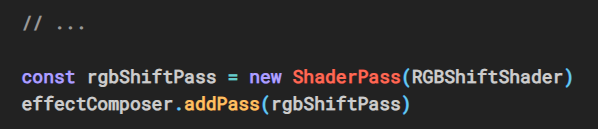 // ...
const rgbShiftPass = new ShaderPass(RGBShiftShader)
effectComposer.addPass(rgbShiftPass)